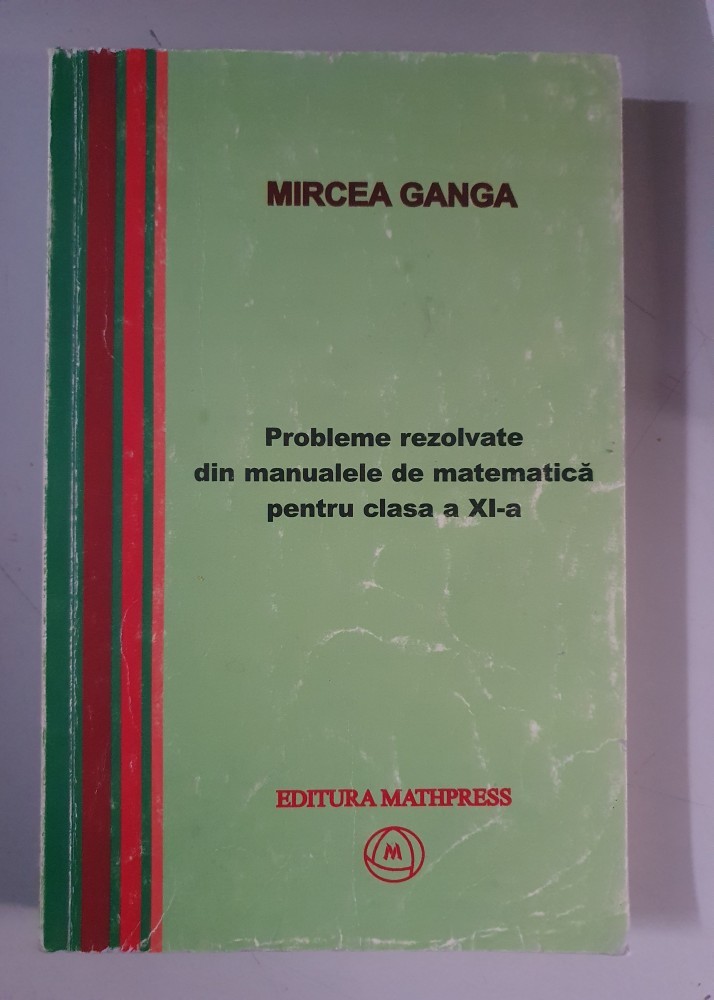 MIRCEA GANGA
Probleme rezolvate
din manualele de matematică
pentru clasa a XI-a
EDITURA MATHPRESS
M